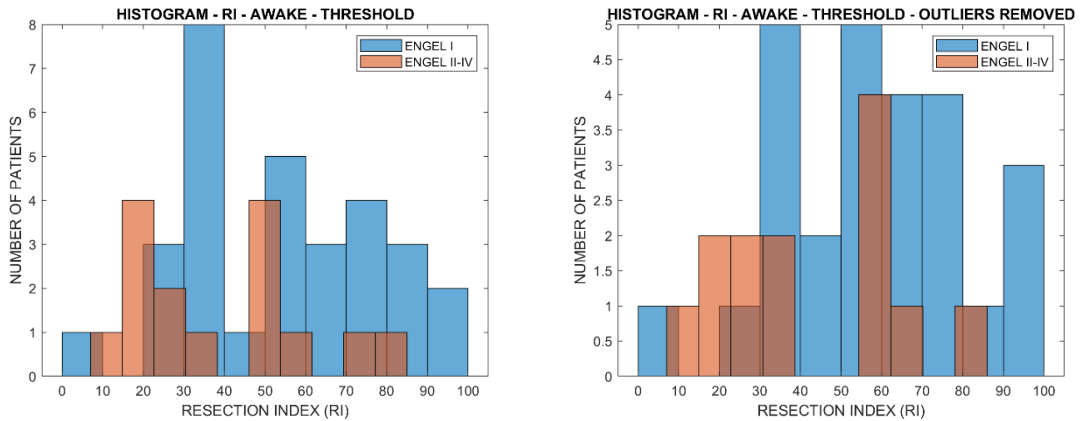 HISTOGRAM - RI - AWAKE - THRESHOLD
8
7
6
5
4
3
2
1
0
NUMBER OF PATIENTS
ENGEL I
ENGEL II-IV
0 10 20 30 40 50 60 70 80 90 100
RESECTION INDEX (RI)
HISTOGRAM - RI - AWAKE - THRESHOLD - OUTLIERS REMOVED
5
4.5
4
3.5
3
2.5
2
1.5
1
0.5
0
NUMBER OF PATIENTS
ENGEL I
ENGEL II-IV
0 10 20 30 40 50 60 70 80 90 100
RESECTION INDEX (RI)